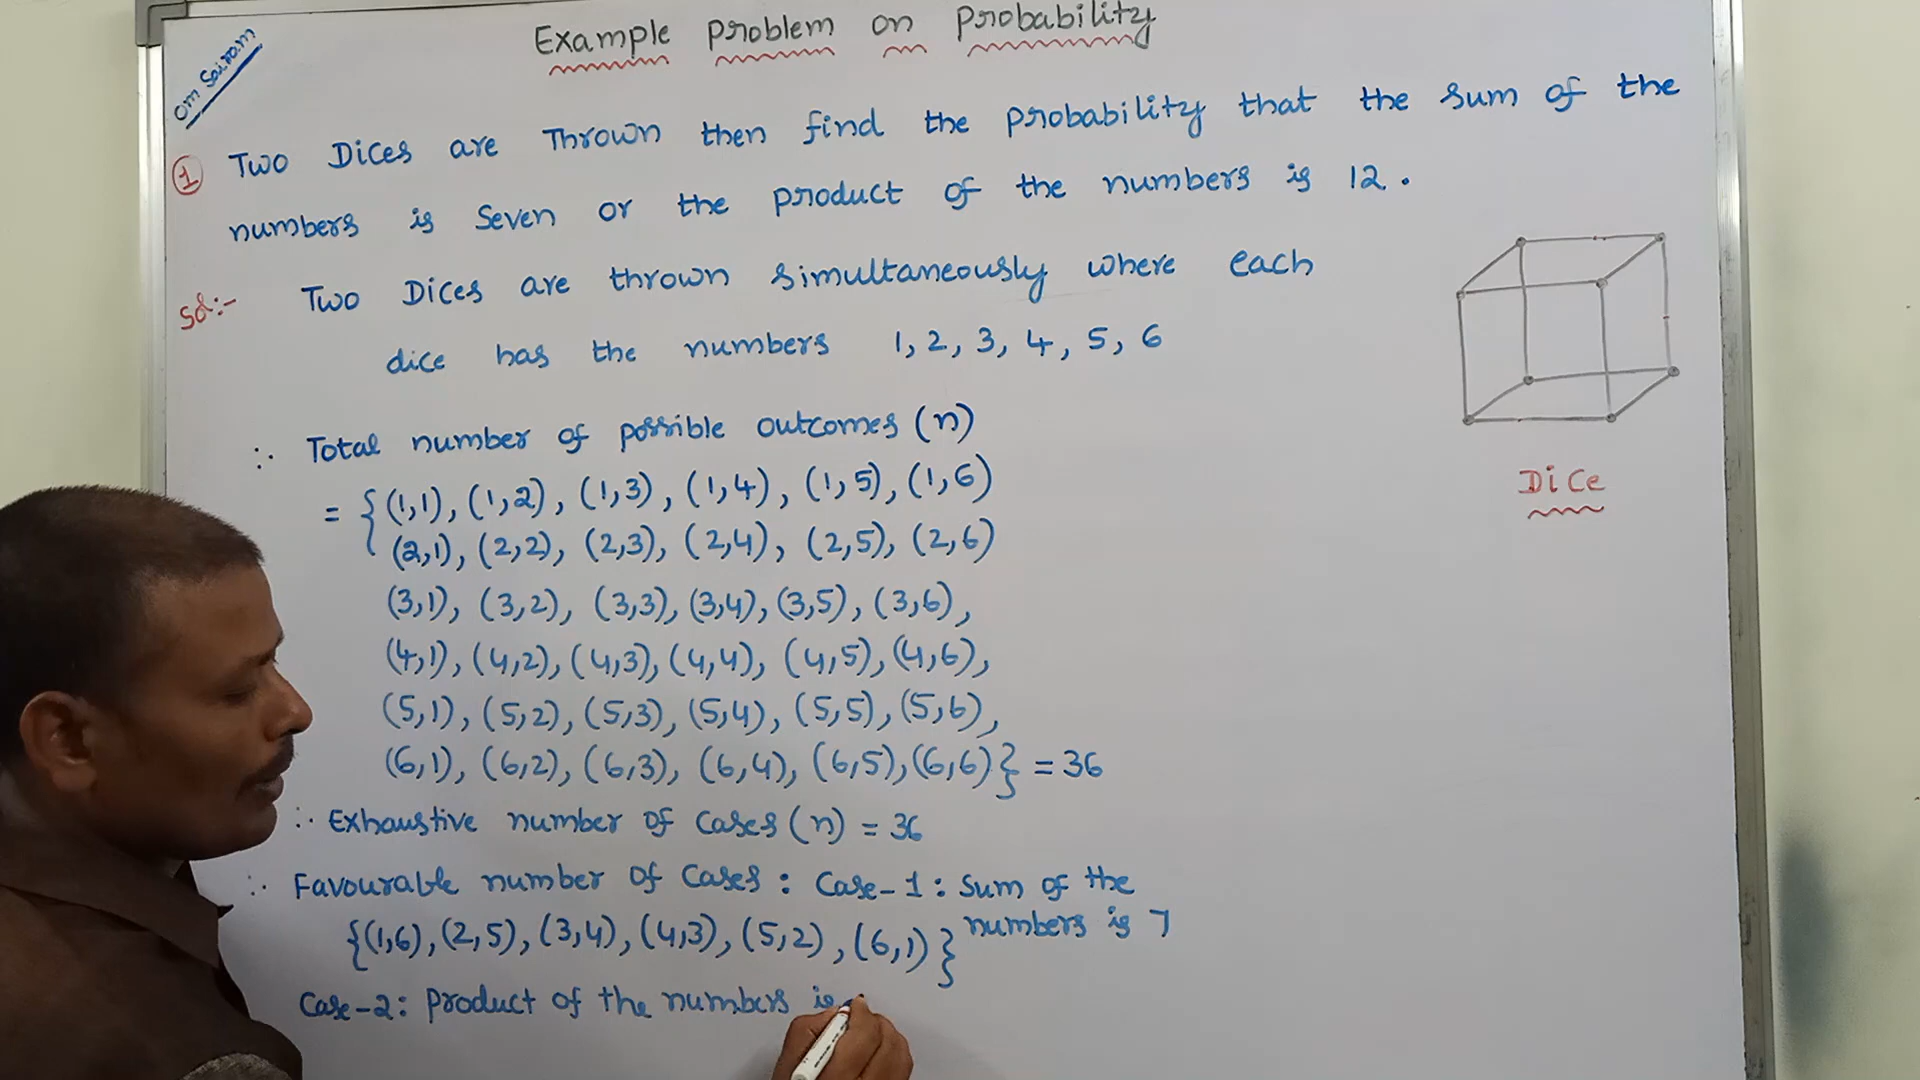 Example Problem on Probability
Om Sairam
① Two Dices are Thrown then find the probability that the sum of the
numbers is Seven or the product of the numbers is 12.
Sol:- Two Dices are thrown simultaneously where each
dice has the numbers 1, 2, 3, 4, 5, 6
∴ Total number of possible outcomes (n)
= {(1,1), (1,2), (1,3), (1,4), (1,5), (1,6)
(2,1), (2,2), (2,3), (2,4), (2,5), (2,6)
(3,1), (3,2), (3,3), (3,4), (3,5), (3,6),
(4,1), (4,2), (4,3), (4,4), (4,5), (4,6),
(5,1), (5,2), (5,3), (5,4), (5,5), (5,6),
(6,1), (6,2), (6,3), (6,4), (6,5), (6,6)} = 36
∴ Exhaustive number of cases (n) = 36
∴ Favourable number of cases : Case-1 : Sum of the
numbers is 7
{(1,6), (2,5), (3,4), (4,3), (5,2), (6,1)}
Case-2 : Product of the numbers is
Dice